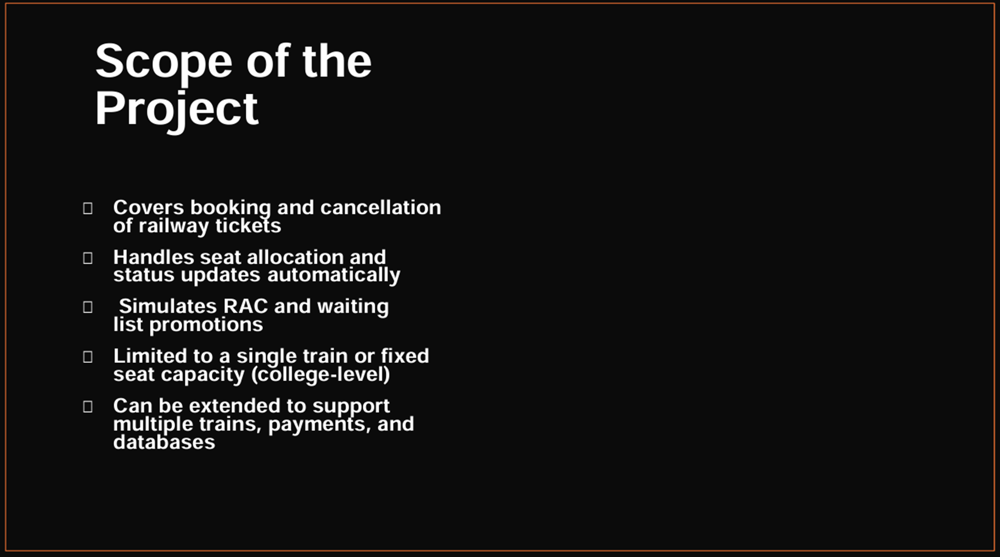 Scope of the
Project
Covers booking and cancellation
of railway tickets
Handles seat allocation and
status updates automatically
Simulates RAC and waiting
list promotions
Limited to a single train or fixed
seat capacity (college-level)
Can be extended to support
multiple trains, payments, and
databases